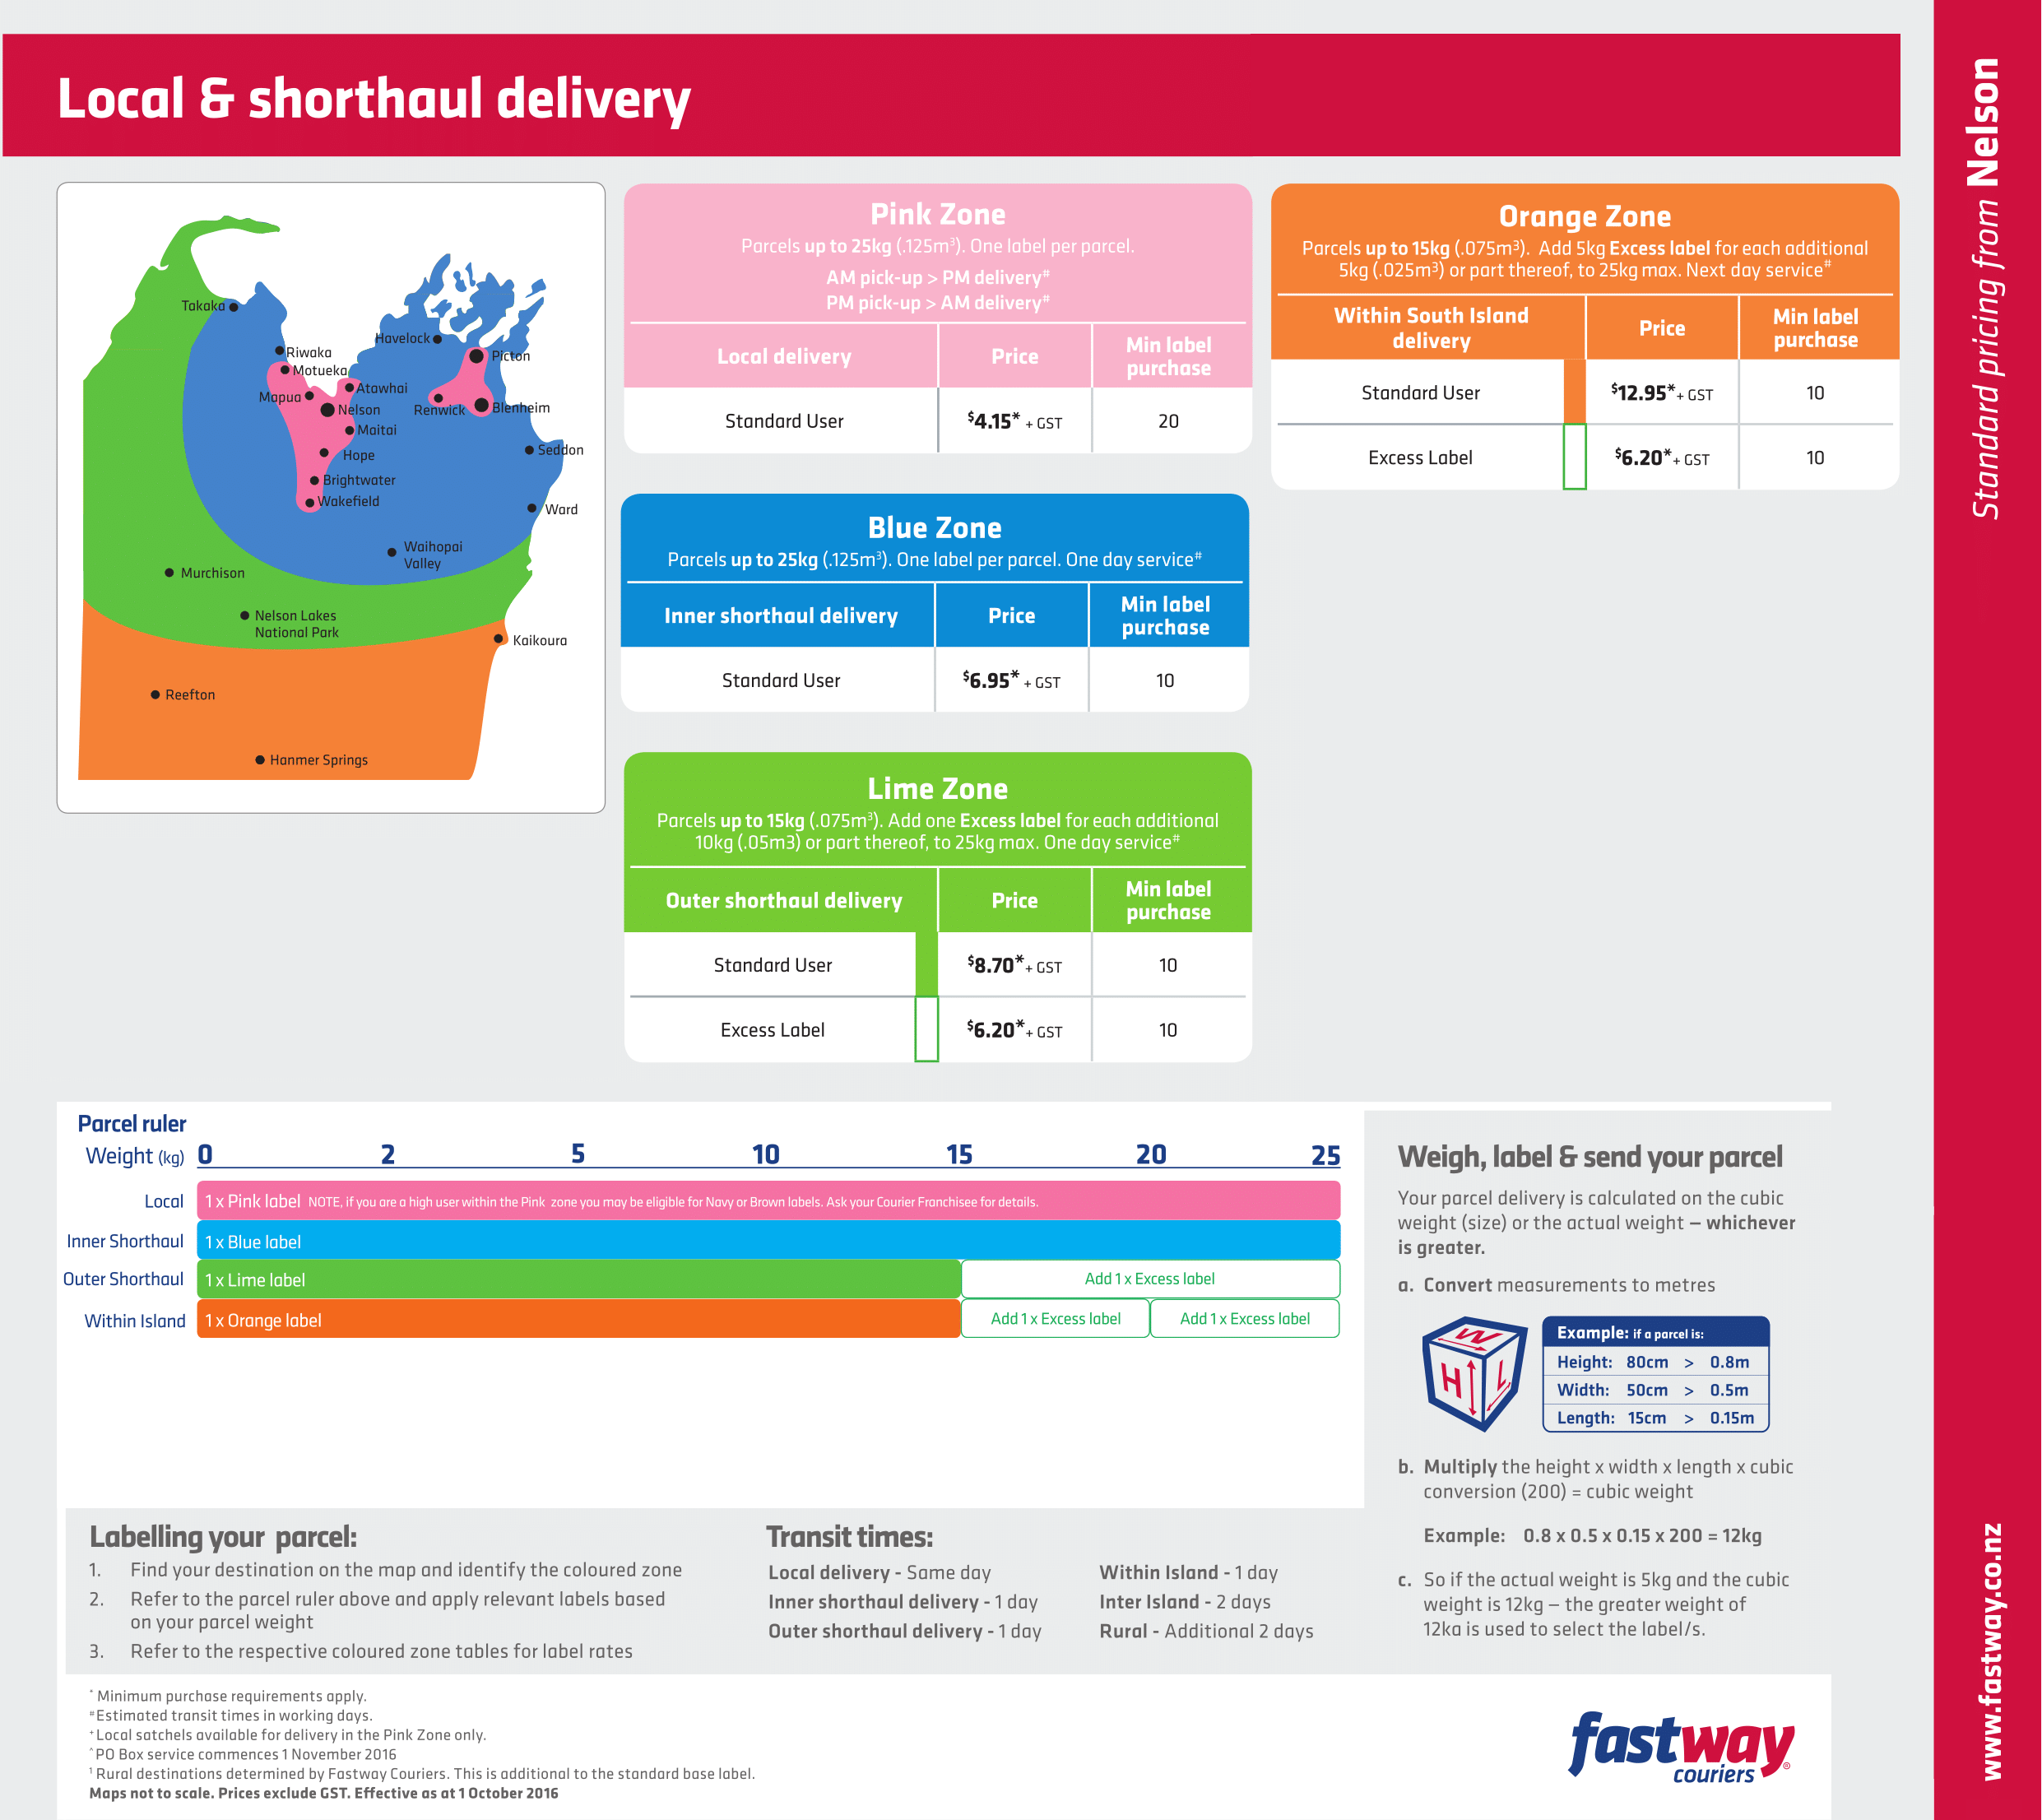 Local & shorthaul delivery
Standard pricing from Nelson
www.fastway.co.nz
Takaka
Riwaka
Motueka
Mapua
Atawhai
Nelson
Maitai
Hope
Brightwater
Wakefield
Havelock
Picton
Renwick
Blenheim
Seddon
Ward
Waihopai
Valley
Murchison
Nelson Lakes
National Park
Kaikoura
Reefton
Hanmer Springs
Pink Zone
Parcels up to 25kg (.125m³). One label per parcel.
AM pick-up > PM delivery#
PM pick-up > AM delivery#
Local delivery Price Min label
purchase
Standard User $4.15* + GST 20
Blue Zone
Parcels up to 25kg (.125m³). One label per parcel. One day service#
Inner shorthaul delivery Price Min label
purchase
Standard User $6.95* + GST 10
Lime Zone
Parcels up to 15kg (.075m³). Add one Excess label for each additional
10kg (.05m3) or part thereof, to 25kg max. One day service#
Outer shorthaul delivery Price Min label
purchase
Standard User $8.70*+ GST 10
Excess Label $6.20*+ GST 10
Orange Zone
Parcels up to 15kg (.075m³). Add 5kg Excess label for each additional
5kg (.025m³) or part thereof, to 25kg max. Next day service#
Within South Island
delivery Price Min label
purchase
Standard User $12.95*+ GST 10
Excess Label $6.20*+ GST 10
Parcel ruler
Weight (kg) 0 2 5 10 15 20 25
Local 1 x Pink label NOTE, if you are a high user within the Pink zone you may be eligible for Navy or Brown labels. Ask your Courier Franchisee for details.
Inner Shorthaul 1 x Blue label
Outer Shorthaul 1 x Lime label Add 1 x Excess label
Within Island 1 x Orange label Add 1 x Excess label Add 1 x Excess label
Weigh, label & send your parcel
Your parcel delivery is calculated on the cubic
weight (size) or the actual weight – whichever
is greater.
a. Convert measurements to metres
W
H
L
Example: if a parcel is:
Height: 80cm > 0.8m
Width: 50cm > 0.5m
Length: 15cm > 0.15m
b. Multiply the height x width x length x cubic
conversion (200) = cubic weight
Example: 0.8 x 0.5 x 0.15 x 200 = 12kg
c. So if the actual weight is 5kg and the cubic
weight is 12kg – the greater weight of
12ka is used to select the label/s.
Labelling your parcel:
1. Find your destination on the map and identify the coloured zone
2. Refer to the parcel ruler above and apply relevant labels based
on your parcel weight
3. Refer to the respective coloured zone tables for label rates
Transit times:
Local delivery - Same day
Inner shorthaul delivery - 1 day
Outer shorthaul delivery - 1 day
Within Island - 1 day
Inter Island - 2 days
Rural - Additional 2 days
* Minimum purchase requirements apply.
# Estimated transit times in working days.
+ Local satchels available for delivery in the Pink Zone only.
^ PO Box service commences 1 November 2016
1 Rural destinations determined by Fastway Couriers. This is additional to the standard base label.
Maps not to scale. Prices exclude GST. Effective as at 1 October 2016
fastway®
couriers